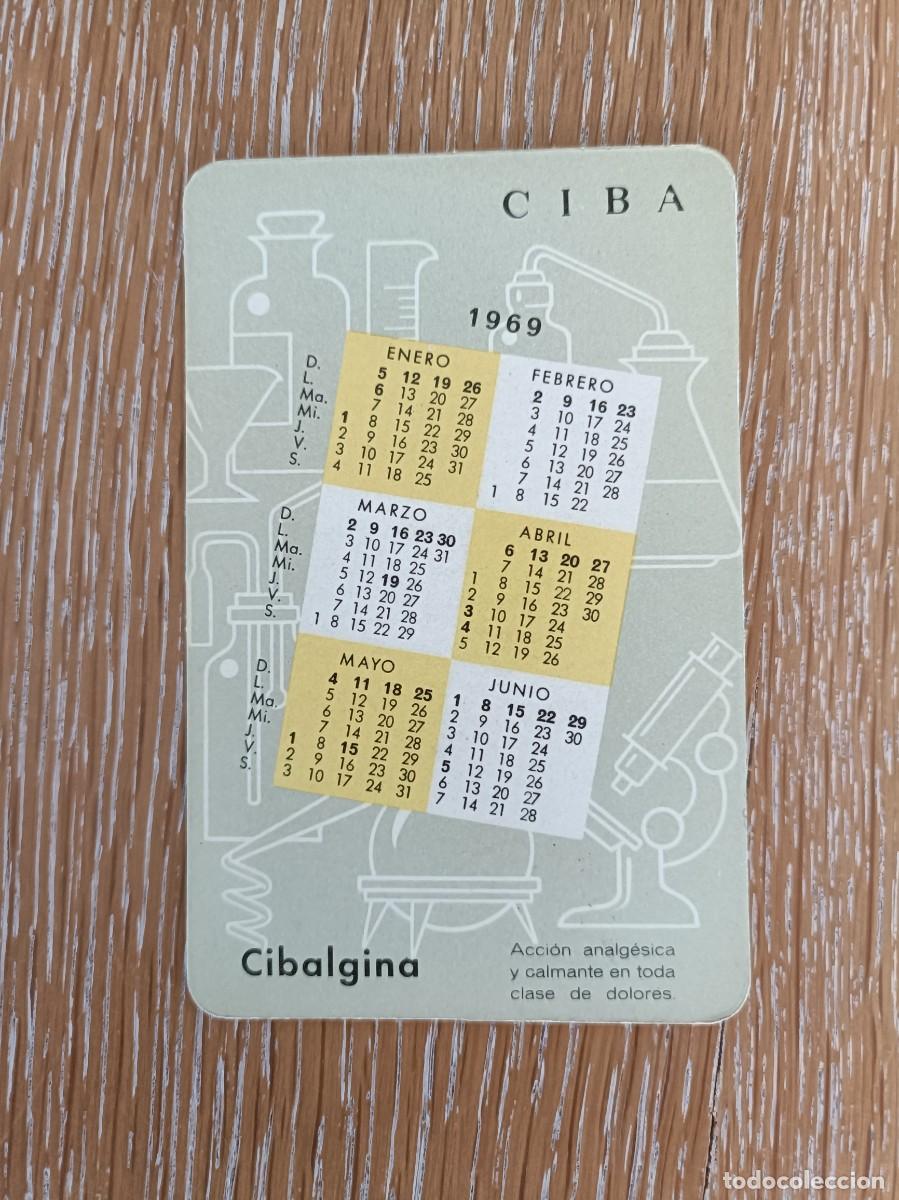 CIBA
1969
ENERO
D. 5 12 19 26
L. 6 13 20 27
Ma. 7 14 21 28
Mi. 1 8 15 22 29
J. 2 9 16 23 30
V. 3 10 17 24 31
S. 4 11 18 25
FEBRERO
2 9 16 23
3 10 17 24
4 11 18 25
5 12 19 26
6 13 20 27
7 14 21 28
1 8 15 22
MARZO
D. 2 9 16 23 30
L. 3 10 17 24 31
Ma. 4 11 18 25
Mi. 5 12 19 26
J. 6 13 20 27
V. 7 14 21 28
S. 1 8 15 22 29
ABRIL
6 13 20 27
7 14 21 28
1 8 15 22 29
2 9 16 23 30
3 10 17 24
4 11 18 25
5 12 19 26
MAYO
D. 4 11 18 25
L. 5 12 19 26
Ma. 6 13 20 27
Mi. 7 14 21 28
J. 1 8 15 22 29
V. 2 9 16 23 30
S. 3 10 17 24 31
JUNIO
1 8 15 22 29
2 9 16 23 30
3 10 17 24
4 11 18 25
5 12 19 26
6 13 20 27
7 14 21 28
Cibalgina
Acción analgésica
y calmante en toda
clase de dolores.
todocoleccion